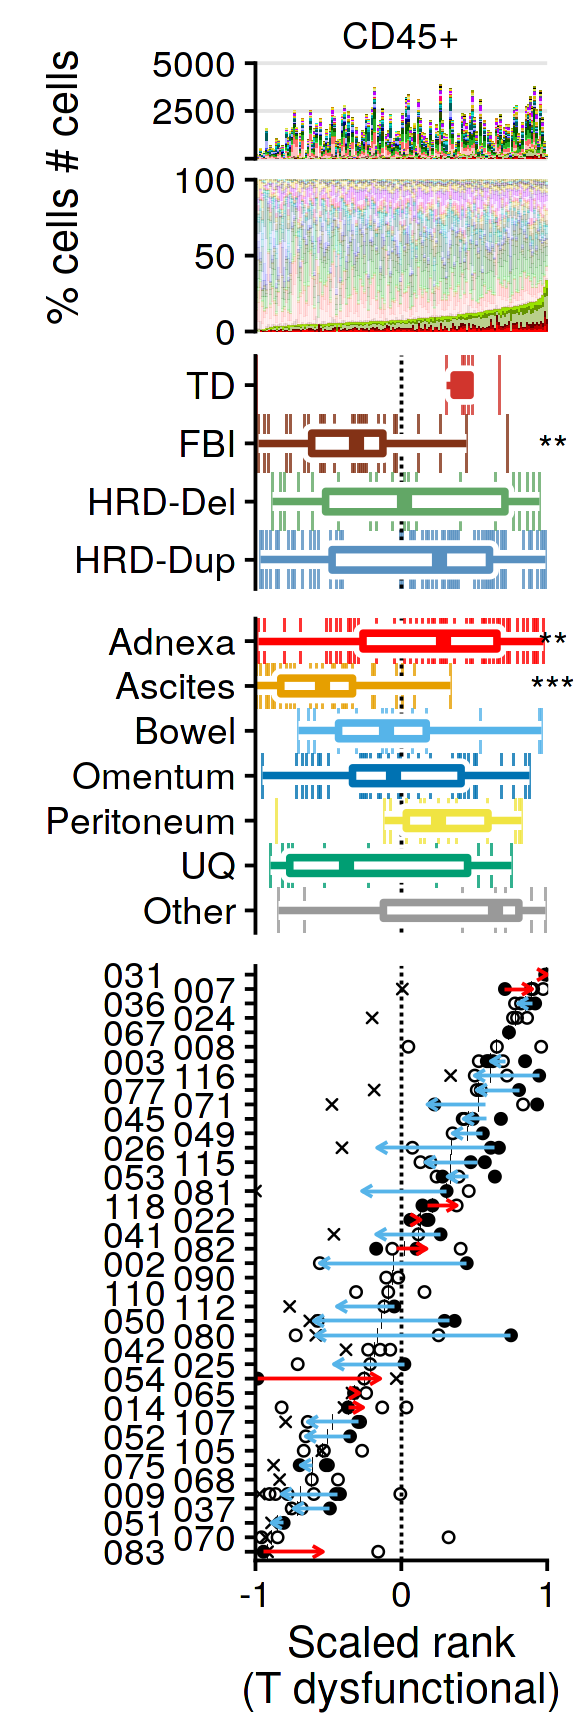 CD45+
5000
2500
# cells
100
50
0
% cells
TD
FBI **
HRD-Del
HRD-Dup
Adnexa **
Ascites ***
Bowel
Omentum
Peritoneum
UQ
Other
031
007
036
024
067
008
003
116
077
071
045
049
026
115
053
081
118
022
041
082
002
090
110
112
050
080
042
025
054
065
014
107
052
105
075
068
009
037
051
070
083
-1 0 1
Scaled rank
(T dysfunctional)